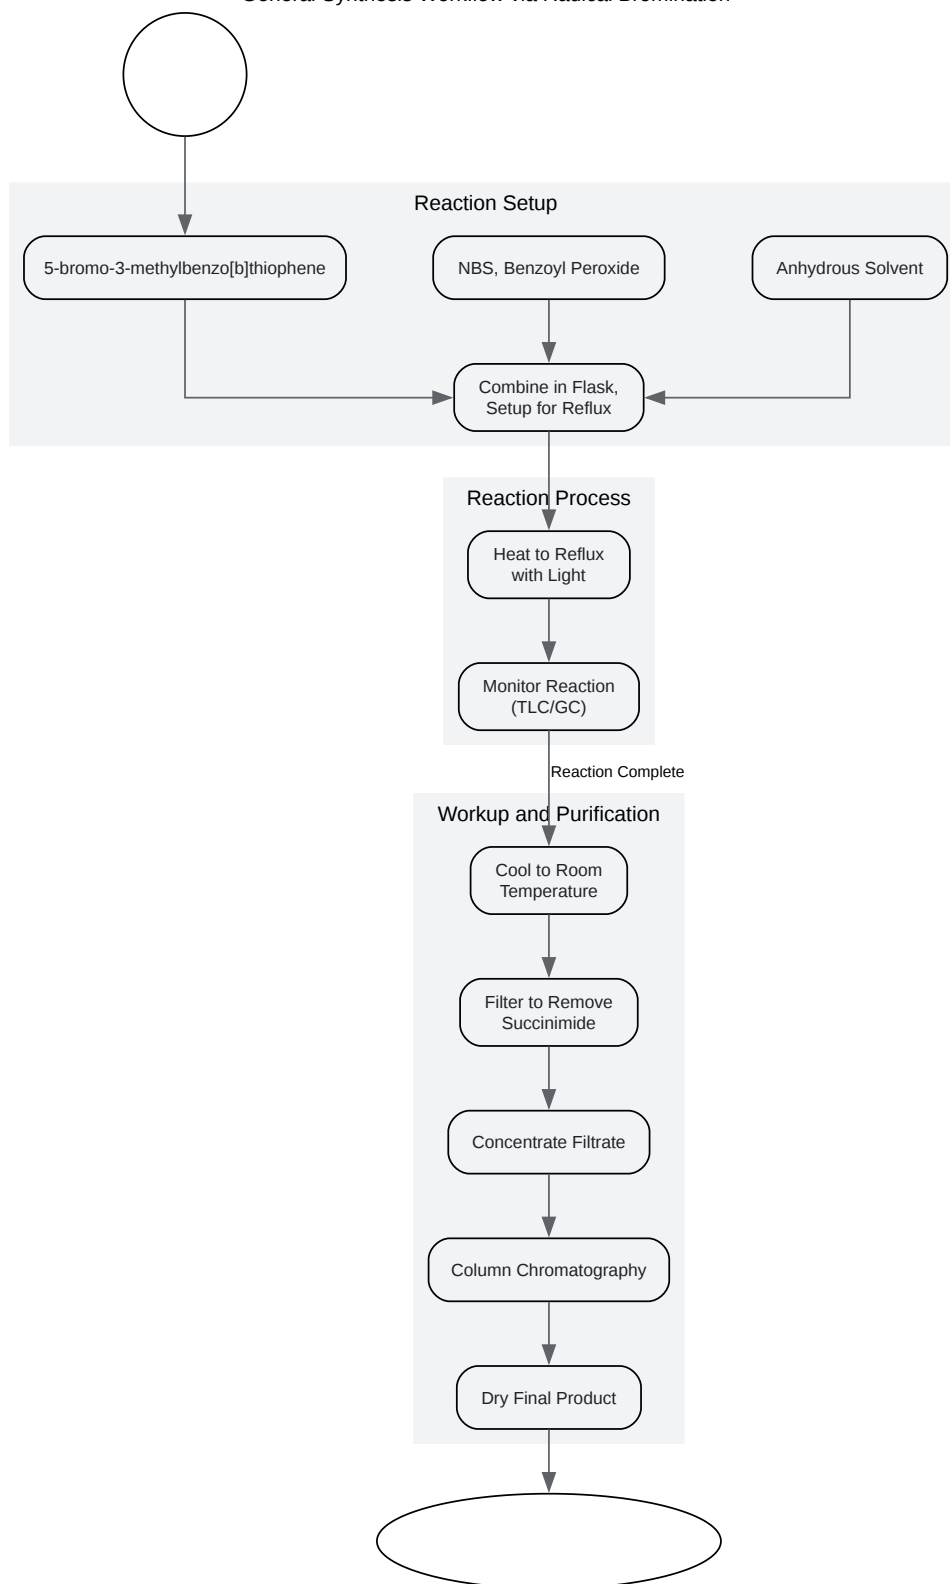 General Synthesis Workflow via Radical Bromination
Reaction Setup
5-bromo-3-methylbenzo[b]thiophene
NBS, Benzoyl Peroxide
Anhydrous Solvent
Combine in Flask,
Setup for Reflux
Reaction Process
Heat to Reflux
with Light
Monitor Reaction
(TLC/GC)
Reaction Complete
Workup and Purification
Cool to Room
Temperature
Filter to Remove
Succinimide
Concentrate Filtrate
Column Chromatography
Dry Final Product